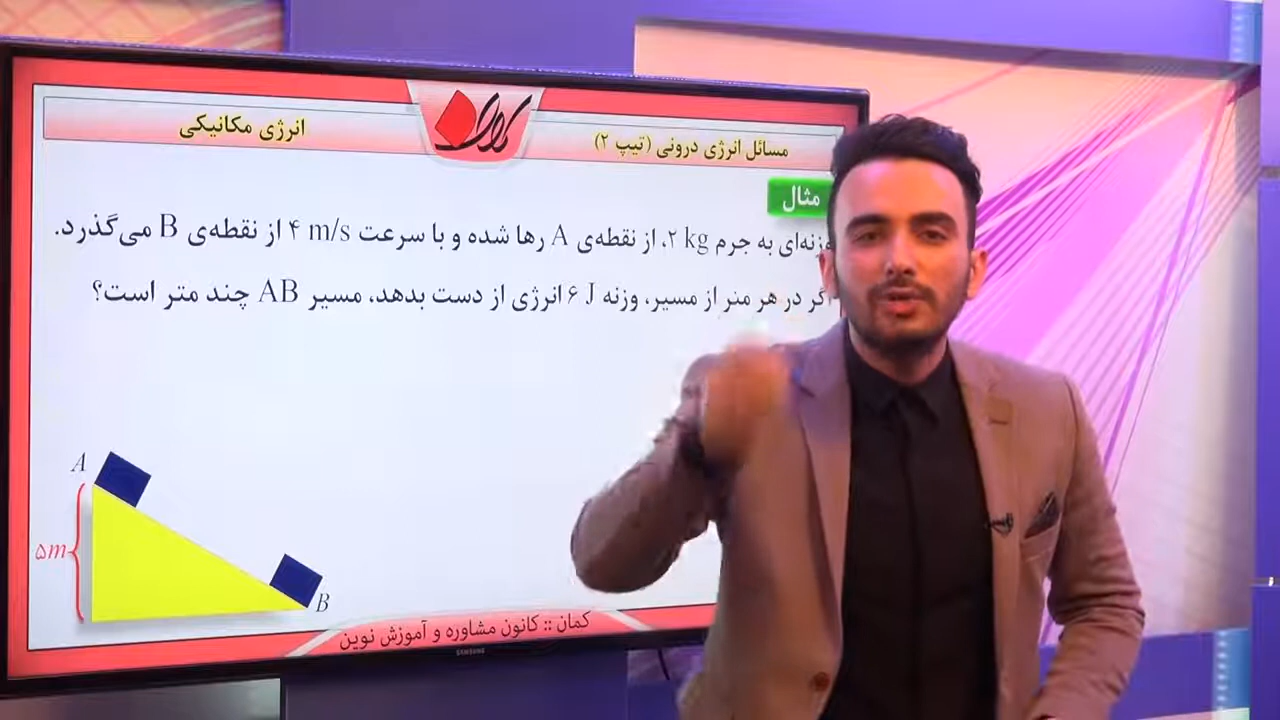 مسائل انرژی درونی (تیپ ۲)
انرژی مکانیکی
مثال
وزنه‌ای به جرم ۲ kg، از نقطه‌ی A رها شده و با سرعت ۴ m/s از نقطه‌ی B می‌گذرد.
اگر در هر متر از مسیر، وزنه ۶ J انرژی از دست بدهد، مسیر AB چند متر است؟
A
۵m
B
کمان :: کانون مشاوره و آموزش نوین
SAMSUNG